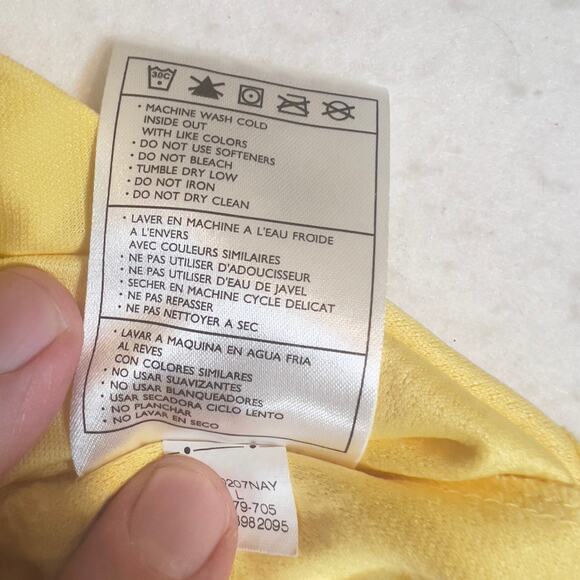 30C
• MACHINE WASH COLD
INSIDE OUT
WITH LIKE COLORS
• DO NOT USE SOFTENERS
• DO NOT BLEACH
• TUMBLE DRY LOW
• DO NOT IRON
• DO NOT DRY CLEAN
• LAVER EN MACHINE A L'EAU FROIDE
A L'ENVERS
AVEC COULEURS SIMILAIRES
• NE PAS UTILISER D'ADOUCISSEUR
• NE PAS UTILISER D'EAU DE JAVEL
• SECHER EN MACHINE CYCLE DELICAT
• NE PAS REPASSER
• NE PAS NETTOYER A SEC
• LAVAR A MAQUINA EN AGUA FRIA
AL REVES
CON COLORES SIMILARES
• NO USAR SUAVIZANTES
• NO USAR BLANQUEADORES
• USAR SECADORA CICLO LENTO
• NO PLANCHAR
• NO LAVAR EN SECO
0207NAY
L
79-705
8982095